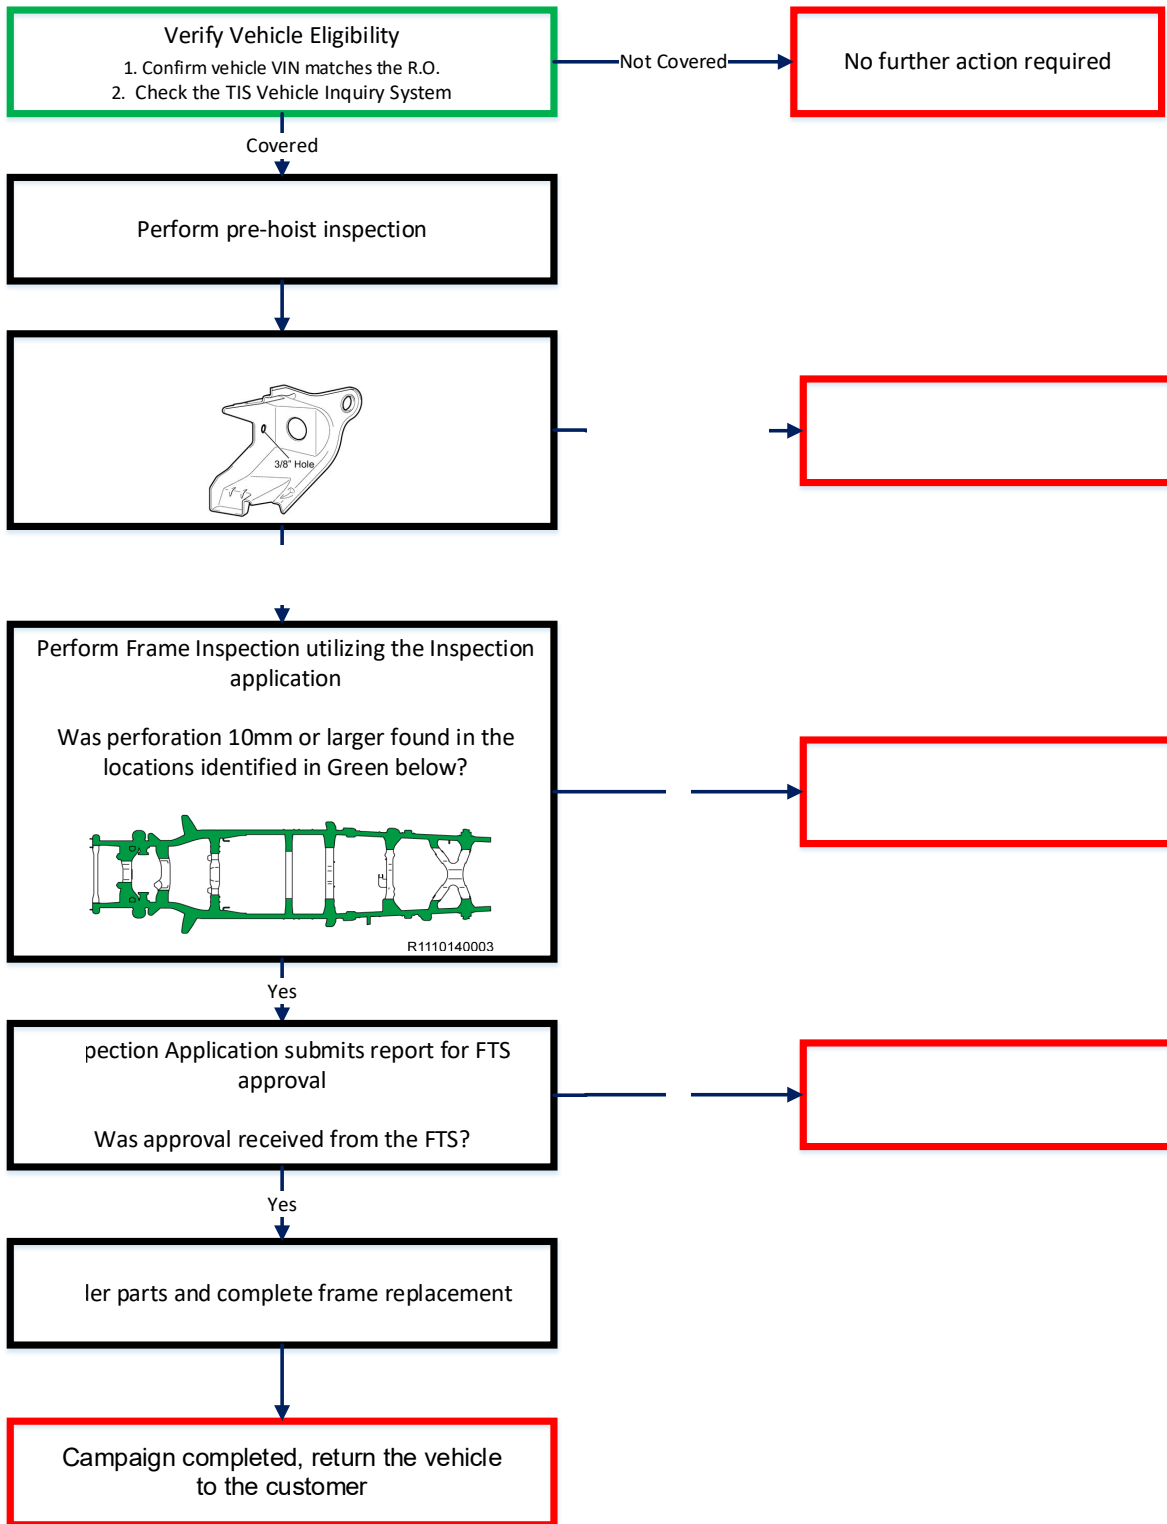 Verify Vehicle Eligibility
1. Confirm vehicle VIN matches the R.O.
2. Check the TIS Vehicle Inquiry System
Not Covered
No further action required
Covered
Perform pre-hoist inspection
3/8" Hole
Perform Frame Inspection utilizing the Inspection
application
Was perforation 10mm or larger found in the
locations identified in Green below?
R1110140003
Yes
pection Application submits report for FTS
approval
Was approval received from the FTS?
Yes
ler parts and complete frame replacement
Campaign completed, return the vehicle
to the customer